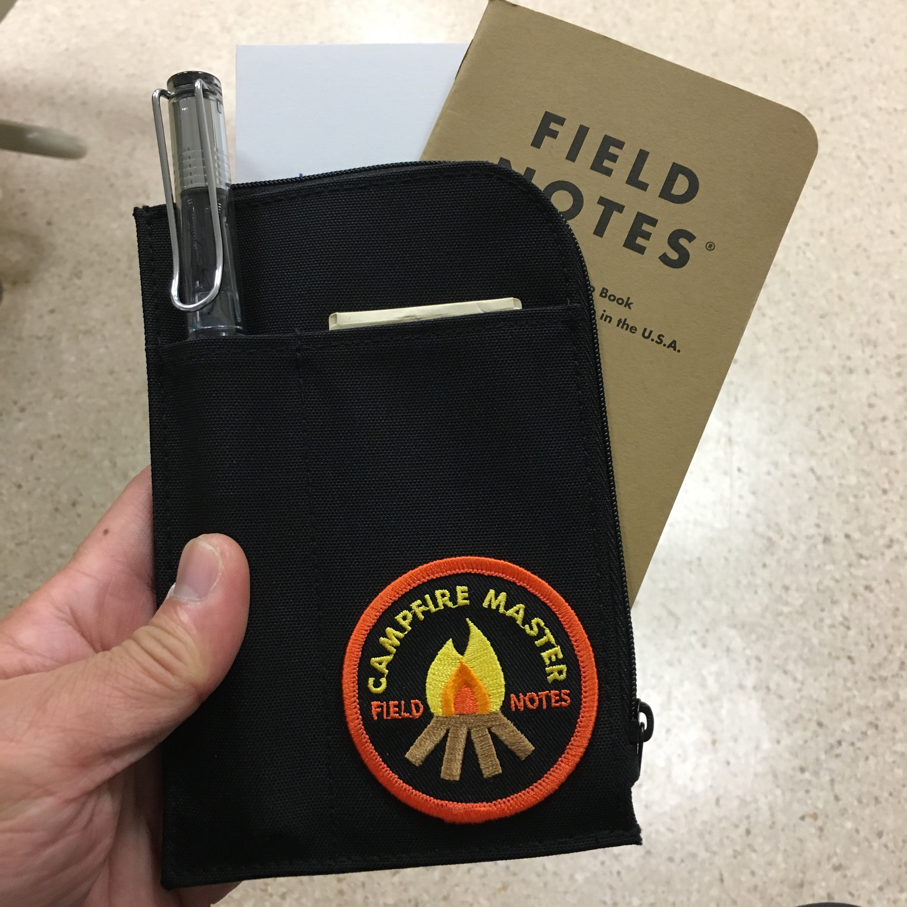 FIELD
NOTES®
Book
in the U.S.A.
CAMPFIRE MASTER
FIELD NOTES